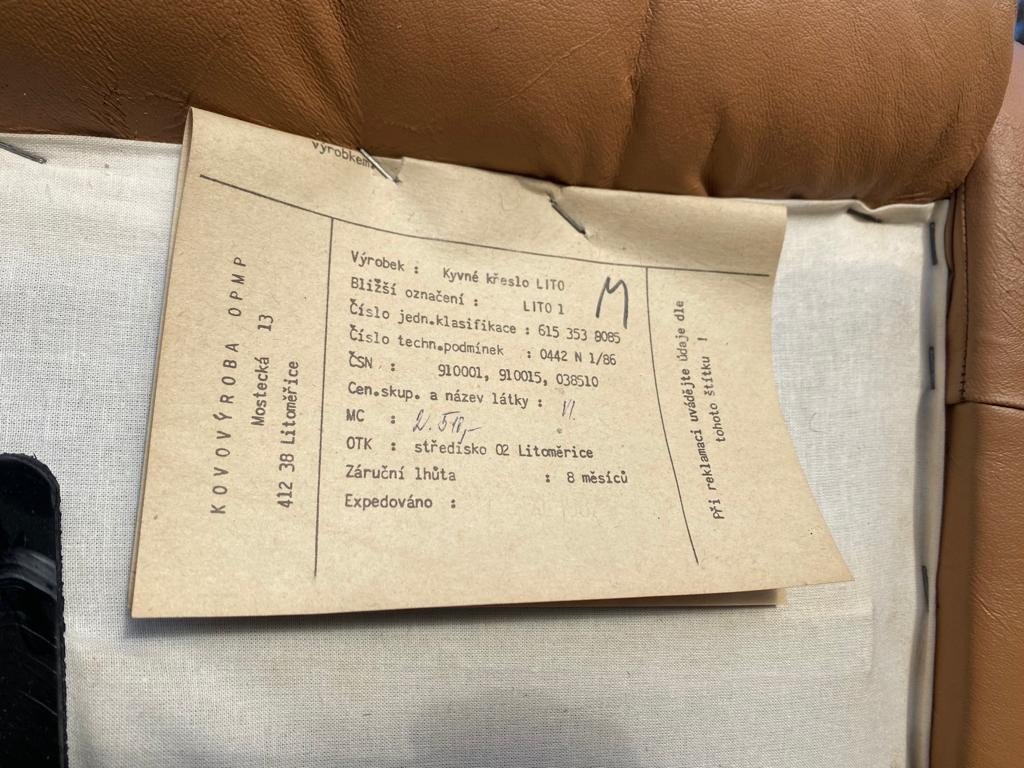 výrobkem.
KOVOVÝROBA OPMP
Mostecká 13
412 38 Litoměřice
Výrobek : Kyvné křeslo LITO
Bližší označení : LITO 1
M
Číslo jedn.klasifikace : 615 353 8085
Číslo techn.podmínek : 0442 N 1/86
ČSN : 910001, 910015, 038510
Cen.skup. a název látky : VI.
MC : 2.510,-
OTK : středisko 02 Litoměrice
Záruční lhůta : 8 měsíců
Expedováno :
Při reklamaci uvádějte údaje dle
tohoto štítku !